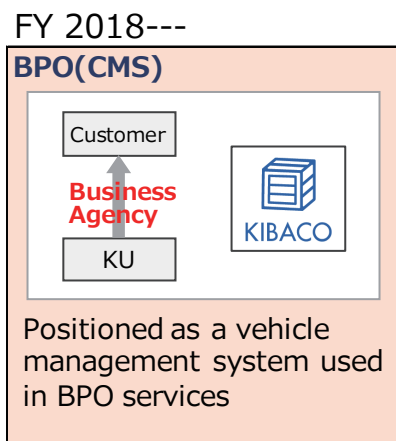 FY 2018---
BPO(CMS)
Customer
Business
Agency
KU
KIBACO
Positioned as a vehicle
management system used
in BPO services